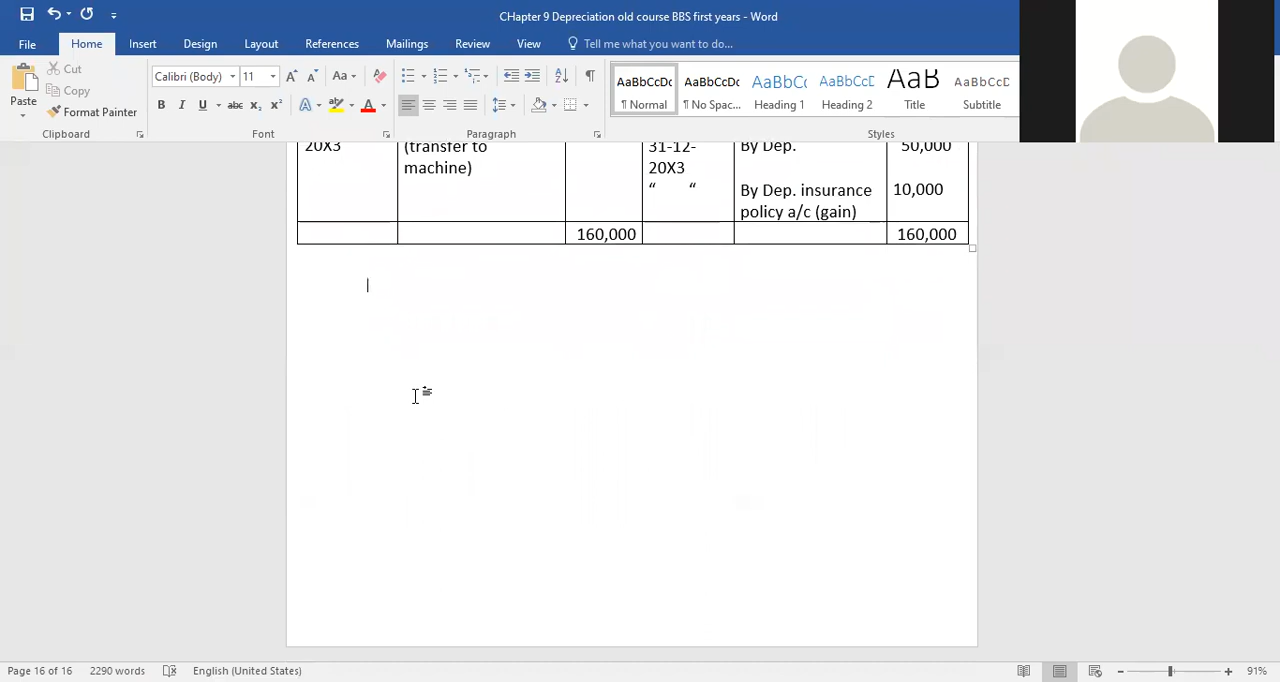 CHapter 9 Depreciation old course BBS first years - Word
File Home Insert Design Layout References Mailings Review View Tell me what you want to do...
Cut
Copy
Format Painter
Paste
Clipboard
Calibri (Body) 11
Font
Paragraph
AaBbCcDc AaBbCcDc AaBbCc AaBbCcD AaB AaBbCcD
¶ Normal ¶ No Spac... Heading 1 Heading 2 Title Subtitle
Styles
20X3 (transfer to 31-12- By Dep. 50,000
machine) 20X3
“ “ By Dep. insurance 10,000
policy a/c (gain)
160,000 160,000
Page 16 of 16 2290 words English (United States) 91%